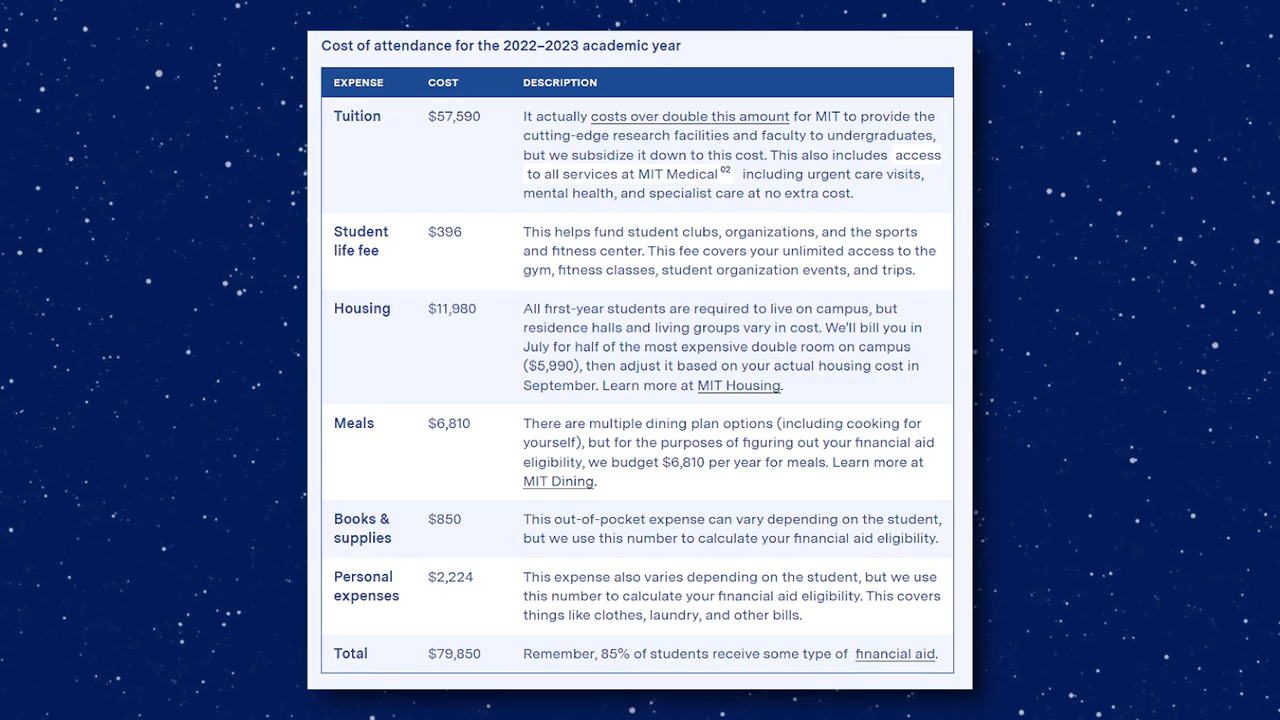 Cost of attendance for the 2022–2023 academic year
EXPENSE COST DESCRIPTION
Tuition $57,590 It actually costs over double this amount for MIT to provide the
cutting-edge research facilities and faculty to undergraduates,
but we subsidize it down to this cost. This also includes access
to all services at MIT Medical 02 including urgent care visits,
mental health, and specialist care at no extra cost.
Student $396 This helps fund student clubs, organizations, and the sports
life fee and fitness center. This fee covers your unlimited access to the
gym, fitness classes, student organization events, and trips.
Housing $11,980 All first-year students are required to live on campus, but
residence halls and living groups vary in cost. We'll bill you in
July for half of the most expensive double room on campus
($5,990), then adjust it based on your actual housing cost in
September. Learn more at MIT Housing.
Meals $6,810 There are multiple dining plan options (including cooking for
yourself), but for the purposes of figuring out your financial aid
eligibility, we budget $6,810 per year for meals. Learn more at
MIT Dining.
Books & $850 This out-of-pocket expense can vary depending on the student,
supplies but we use this number to calculate your financial aid eligibility.
Personal $2,224 This expense also varies depending on the student, but we use
expenses this number to calculate your financial aid eligibility. This covers
things like clothes, laundry, and other bills.
Total $79,850 Remember, 85% of students receive some type of financial aid.